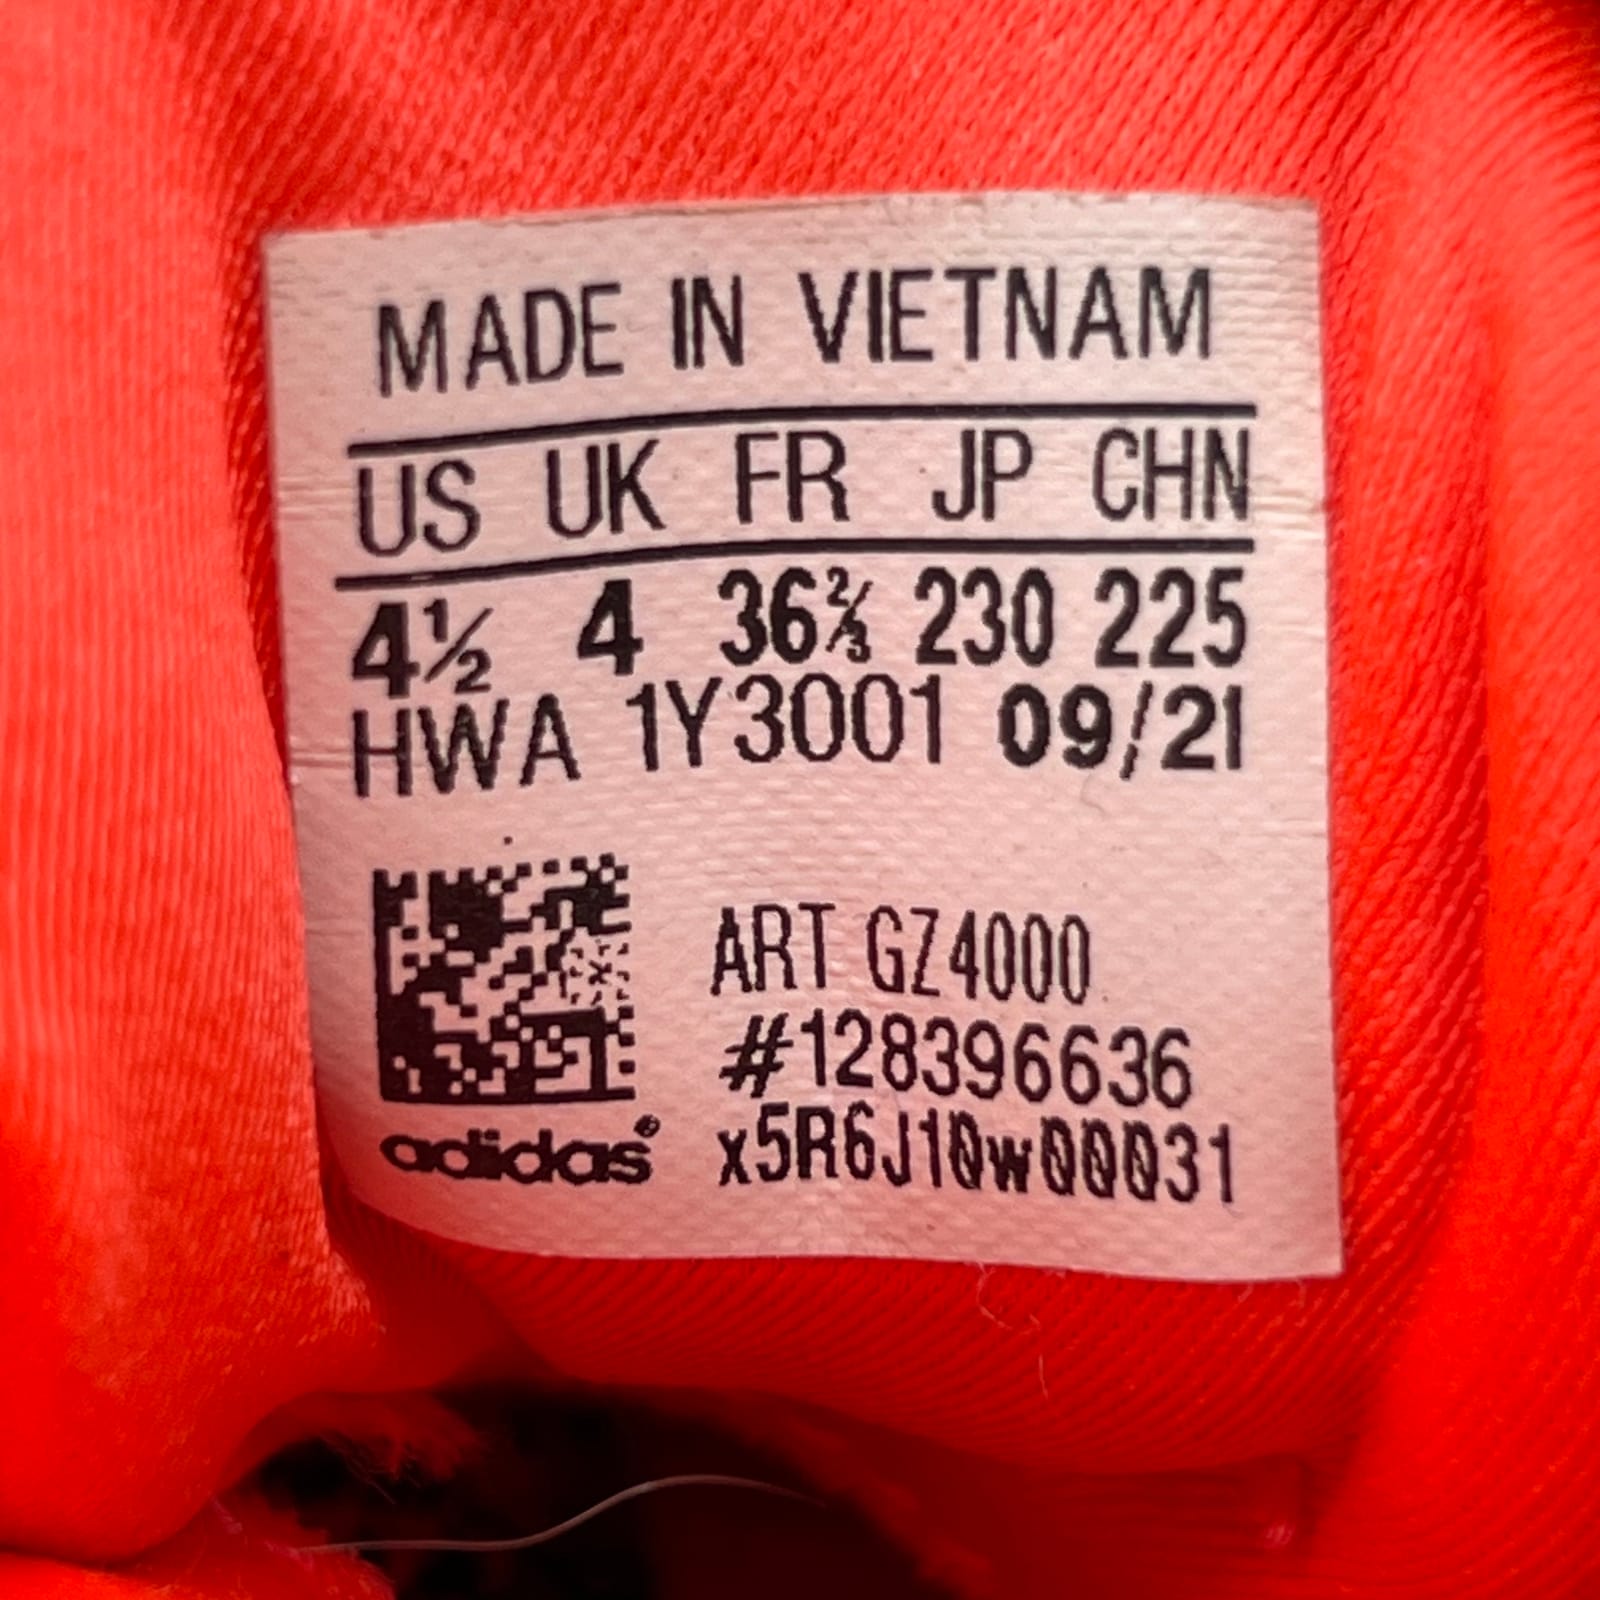 MADE IN VIETNAM
US UK FR JP CHN
4½ 4 36⅔ 230 225
HWA 1Y3001 09/21
ART GZ4000
#128396636
adidas® x5R6J10w00031